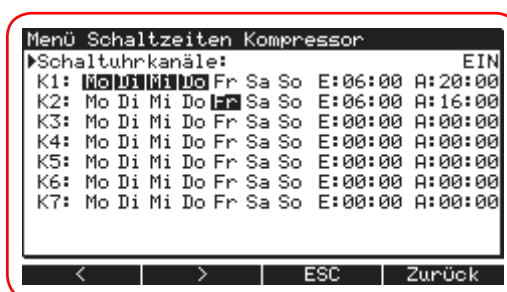 Menü Schaltzeiten Kompressor
▶Schaltuhrkanäle: EIN
K1: Mo Di Mi Do Fr Sa So E:06:00 A:20:00
K2: Mo Di Mi Do Fr Sa So E:06:00 A:16:00
K3: Mo Di Mi Do Fr Sa So E:00:00 A:00:00
K4: Mo Di Mi Do Fr Sa So E:00:00 A:00:00
K5: Mo Di Mi Do Fr Sa So E:00:00 A:00:00
K6: Mo Di Mi Do Fr Sa So E:00:00 A:00:00
K7: Mo Di Mi Do Fr Sa So E:00:00 A:00:00
< > ESC Zurück